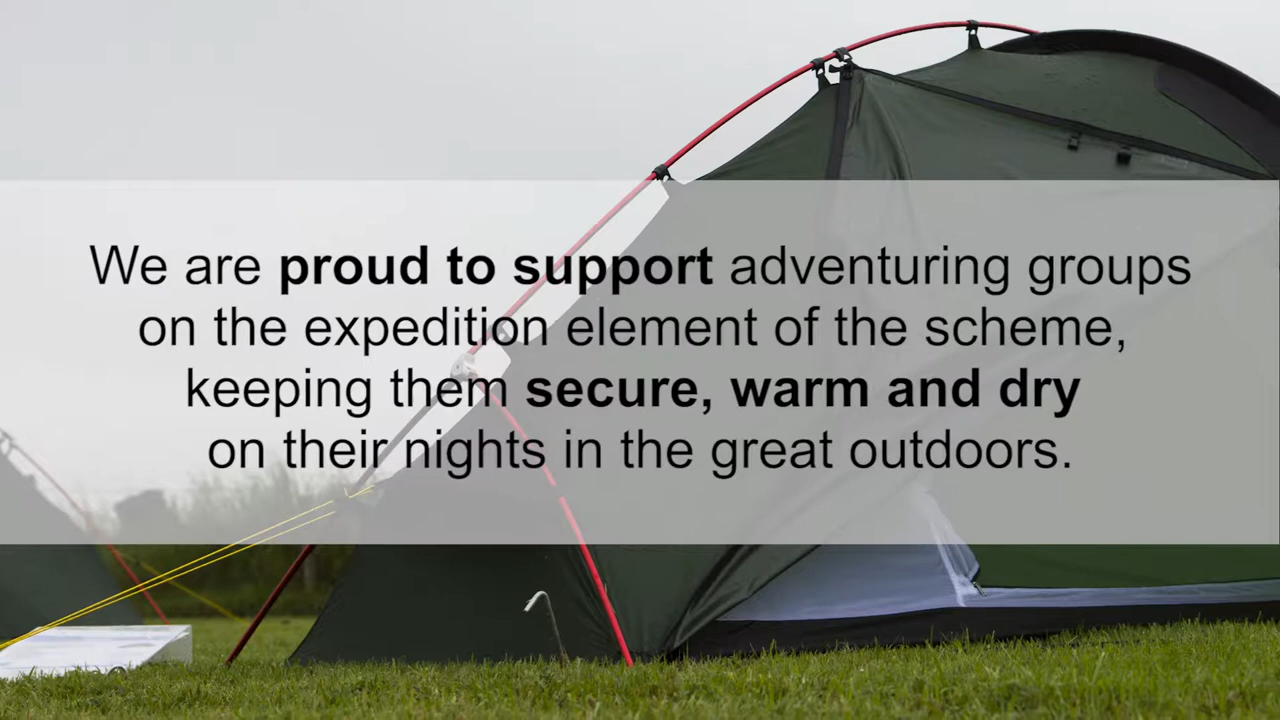 We are proud to support adventuring groups
on the expedition element of the scheme,
keeping them secure, warm and dry
on their nights in the great outdoors.